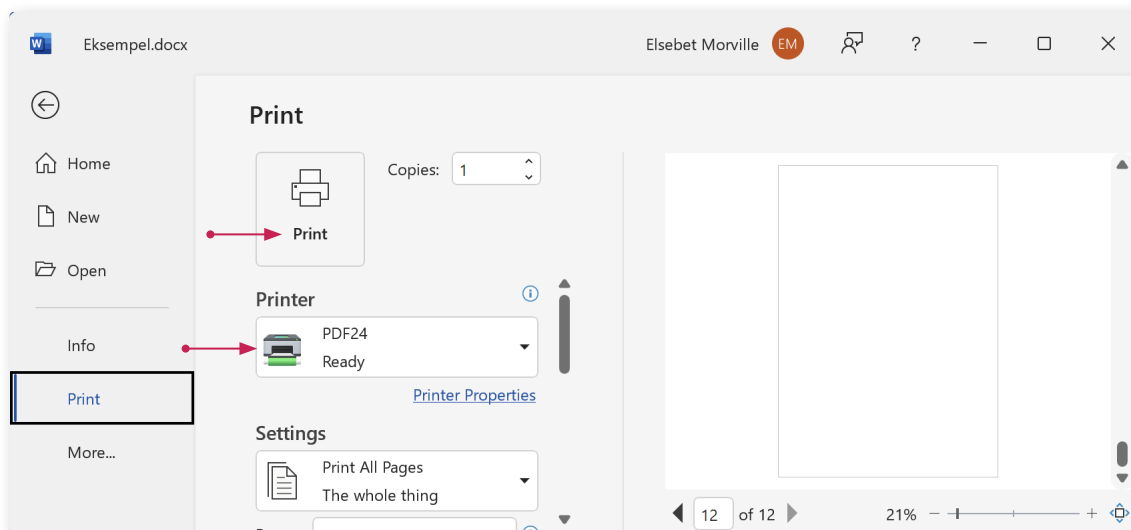 W
Eksempel.docx
Elsebet Morville
EM
?
Print
Home
New
Open
Info
Print
More...
Print
Copies:
1
Printer
PDF24
Ready
Printer Properties
Settings
Print All Pages
The whole thing
12
of 12
21%